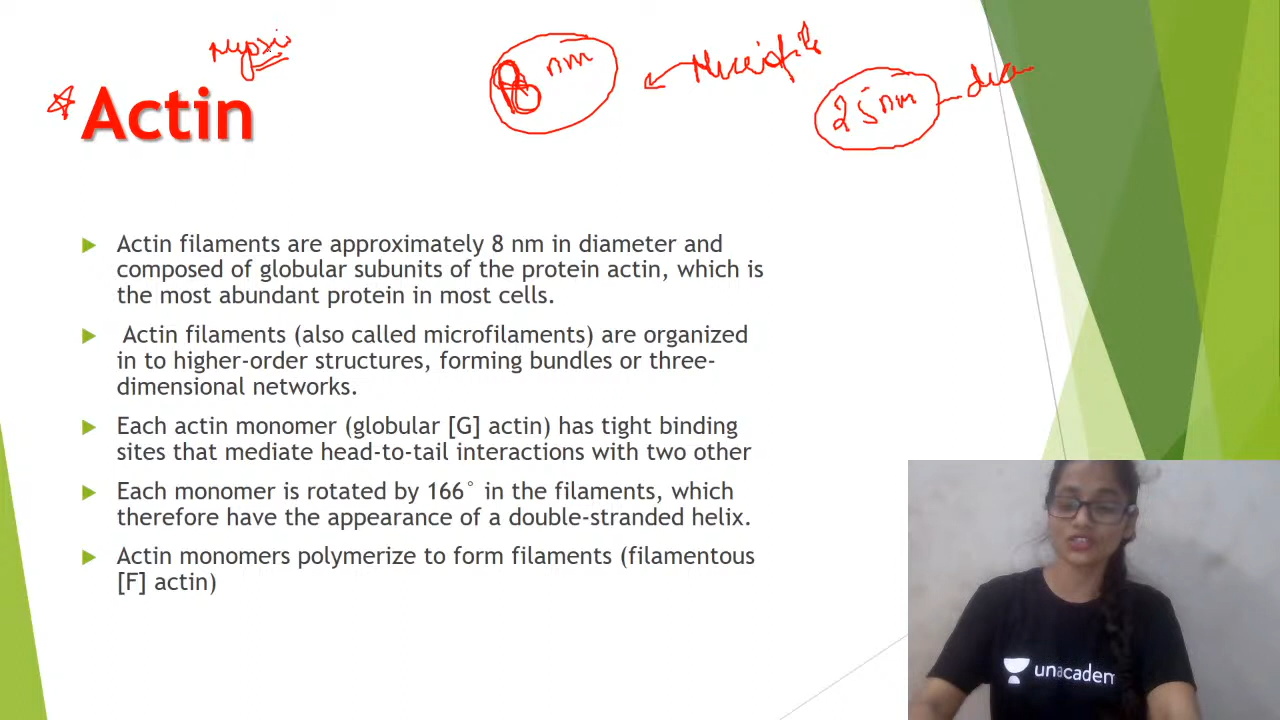 8 nm
25 nm
Actin
Actin filaments are approximately 8 nm in diameter and
composed of globular subunits of the protein actin, which is
the most abundant protein in most cells.
Actin filaments (also called microfilaments) are organized
in to higher-order structures, forming bundles or three-
dimensional networks.
Each actin monomer (globular [G] actin) has tight binding
sites that mediate head-to-tail interactions with two other
Each monomer is rotated by 166° in the filaments, which
therefore have the appearance of a double-stranded helix.
Actin monomers polymerize to form filaments (filamentous
[F] actin)
unacadem